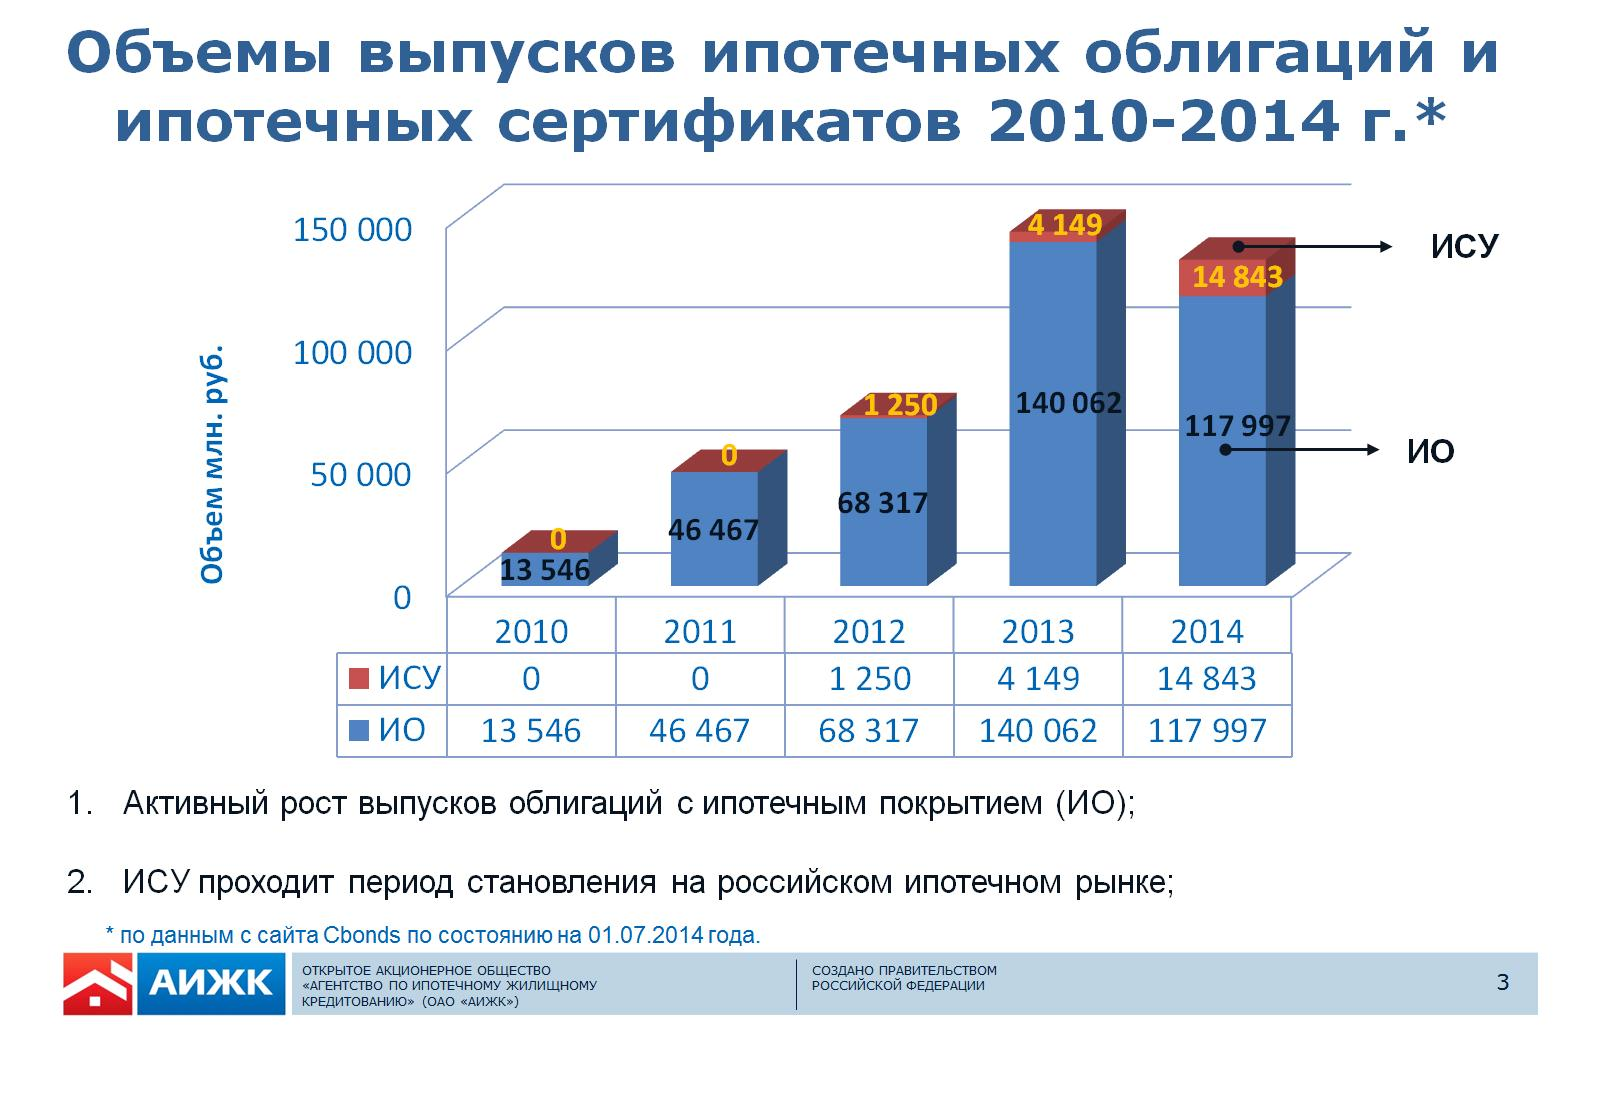 Объемы выпусков ипотечных облигаций и
ипотечных сертификатов 2010-2014 г.*
Объем млн. руб.
150 000
100 000
50 000
0
0
13 546
0
46 467
1 250
68 317
4 149
140 062
14 843
117 997
ИСУ
ИО
2010 2011 2012 2013 2014
ИСУ 0 0 1 250 4 149 14 843
ИО 13 546 46 467 68 317 140 062 117 997
1. Активный рост выпусков облигаций с ипотечным покрытием (ИО);
2. ИСУ проходит период становления на российском ипотечном рынке;
* по данным с сайта Cbonds по состоянию на 01.07.2014 года.
АИЖК
ОТКРЫТОЕ АКЦИОНЕРНОЕ ОБЩЕСТВО
«АГЕНТСТВО ПО ИПОТЕЧНОМУ ЖИЛИЩНОМУ
КРЕДИТОВАНИЮ» (ОАО «АИЖК»)
СОЗДАНО ПРАВИТЕЛЬСТВОМ
РОССИЙСКОЙ ФЕДЕРАЦИИ
3